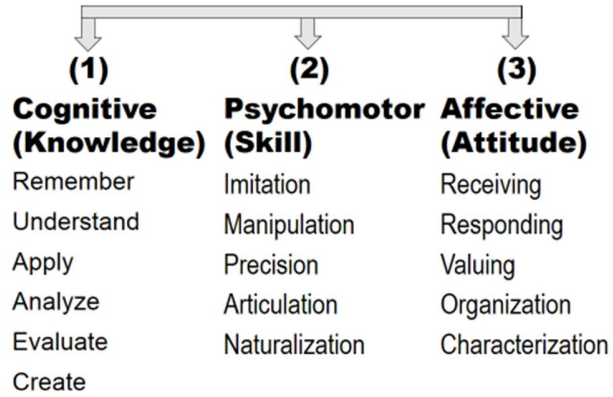 (1)
Cognitive
(Knowledge)
Remember
Understand
Apply
Analyze
Evaluate
Create
(2)
Psychomotor
(Skill)
Imitation
Manipulation
Precision
Articulation
Naturalization
(3)
Affective
(Attitude)
Receiving
Responding
Valuing
Organization
Characterization